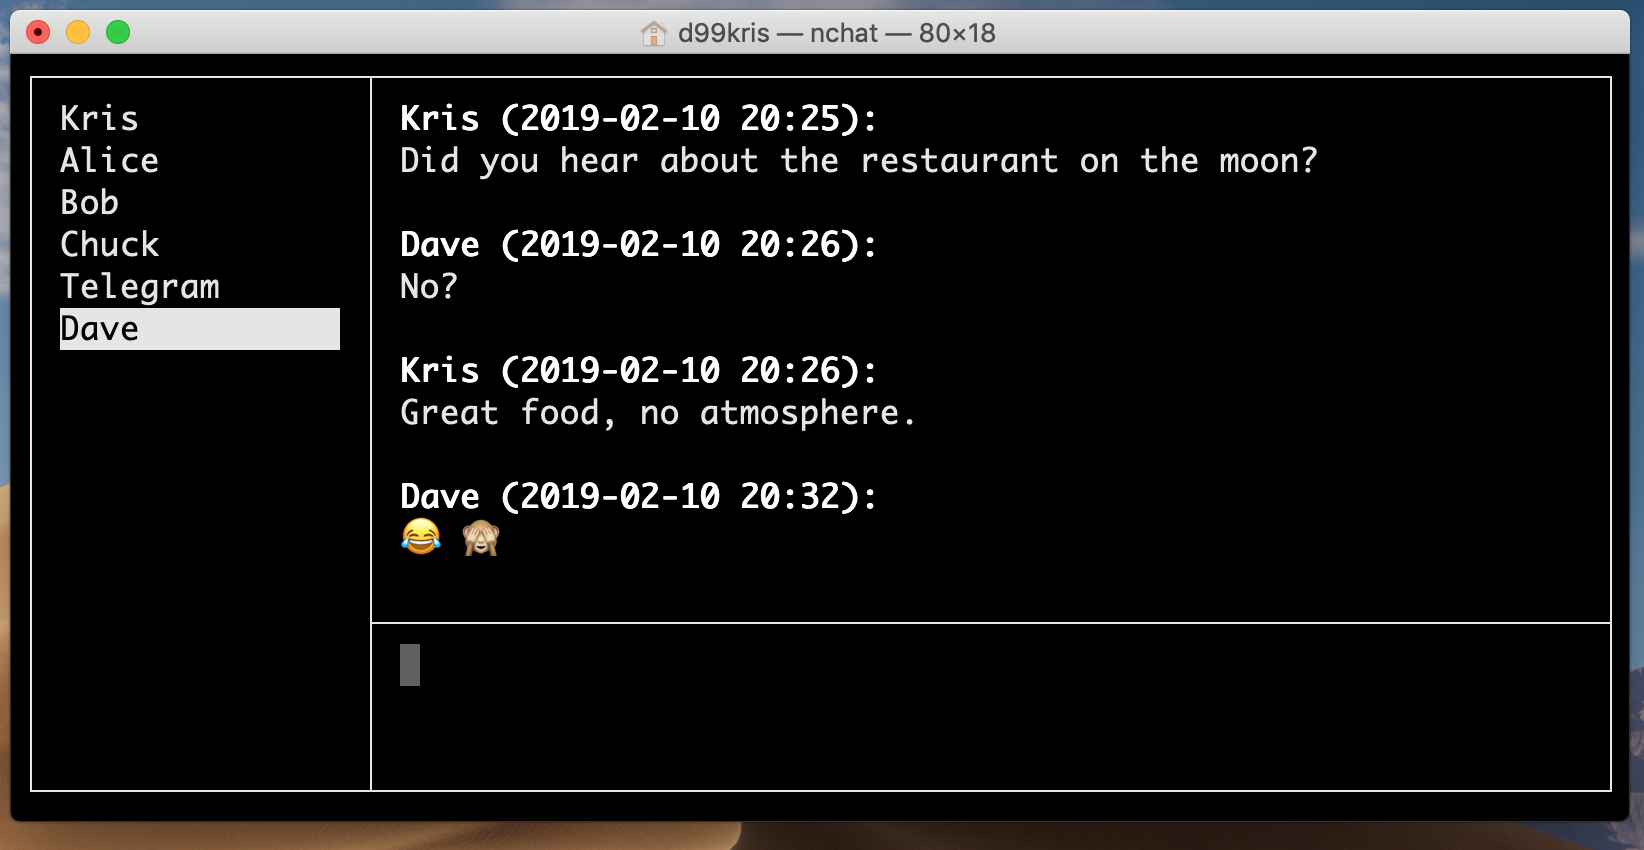 d99kris — nchat — 80×18
Kris
Alice
Bob
Chuck
Telegram
Dave
Kris (2019-02-10 20:25):
Did you hear about the restaurant on the moon?
Dave (2019-02-10 20:26):
No?
Kris (2019-02-10 20:26):
Great food, no atmosphere.
Dave (2019-02-10 20:32):
😂 🙈